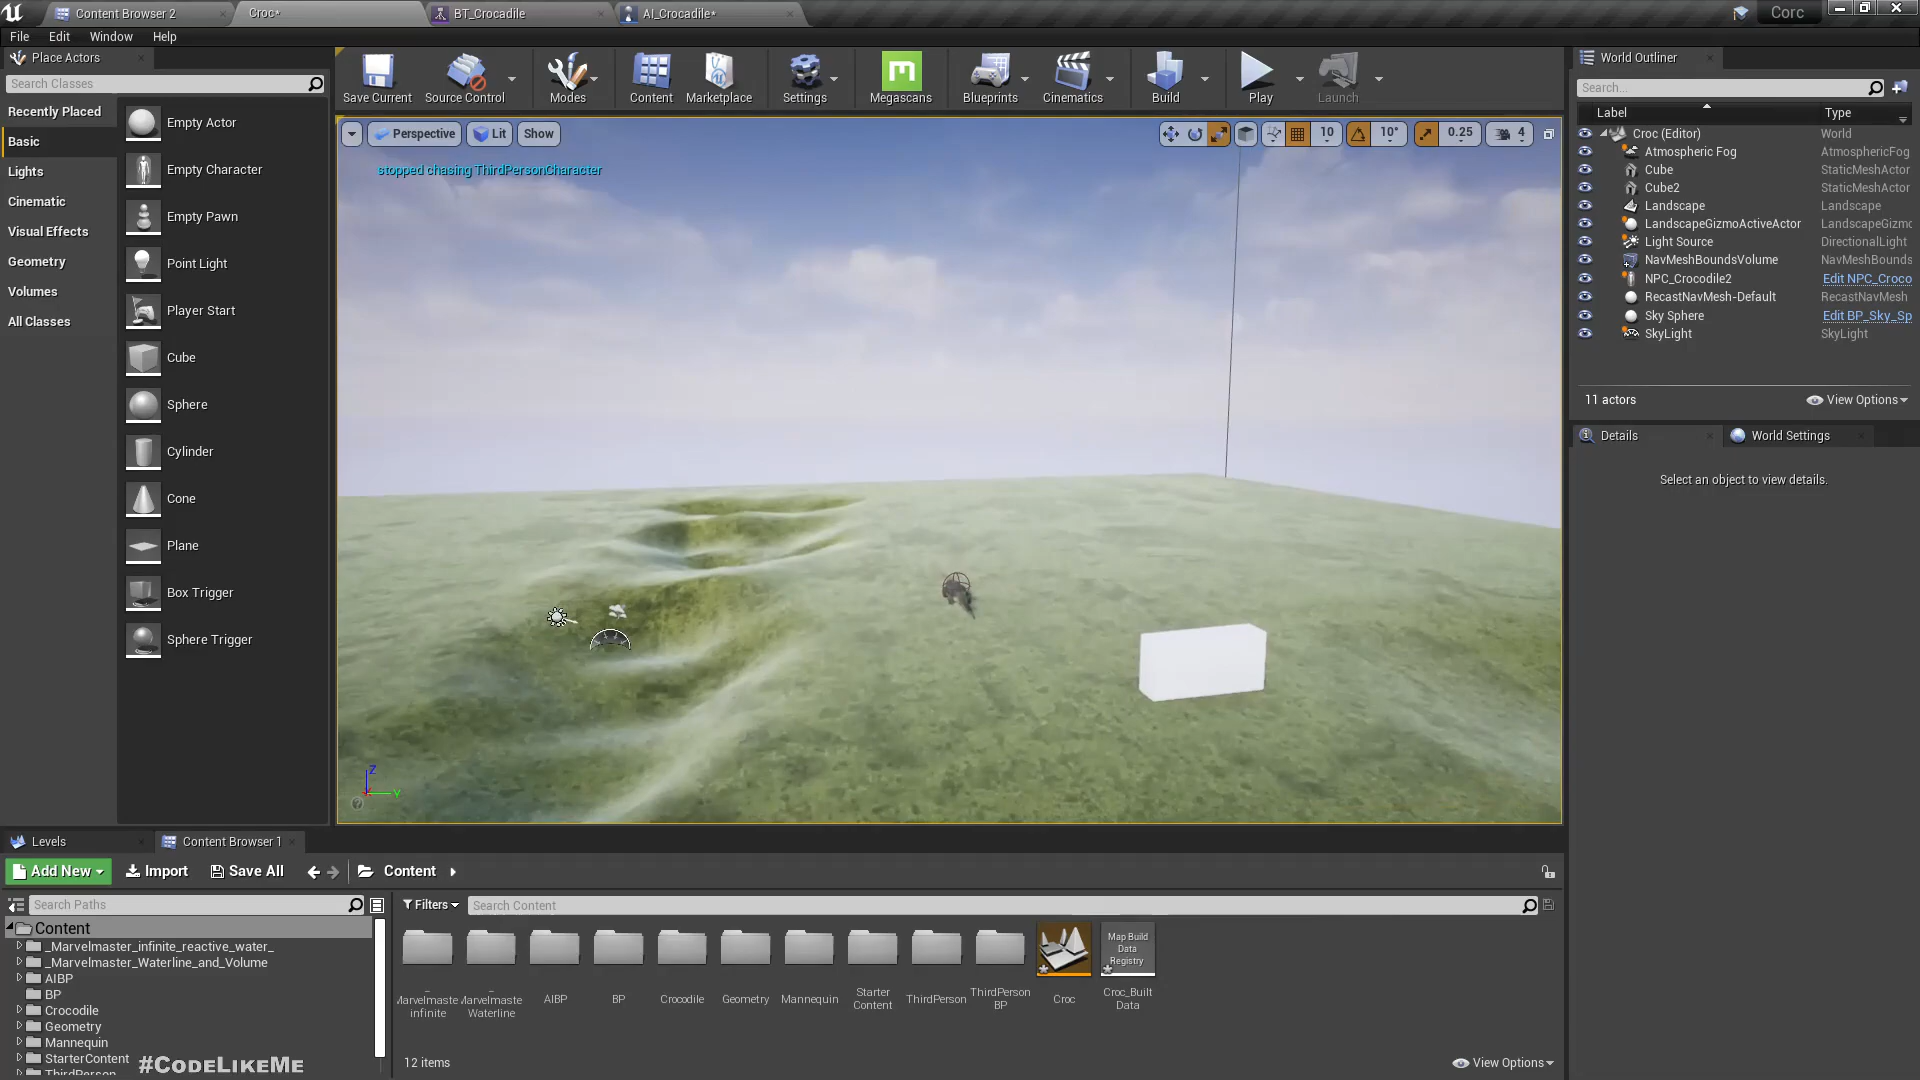 Content Browser 2
Croc*
BT_Crocadile
AI_Crocadile*
Corc
File Edit Window Help
Place Actors
Search Classes
Recently Placed
Basic
Lights
Cinematic
Visual Effects
Geometry
Volumes
All Classes
Empty Actor
Empty Character
Empty Pawn
Point Light
Player Start
Cube
Sphere
Cylinder
Cone
Plane
Box Trigger
Sphere Trigger
Save Current
Source Control
Modes
Content
Marketplace
Settings
Megascans
Blueprints
Cinematics
Build
Play
Launch
Perspective
Lit
Show
10
10°
0.25
4
stopped chasing ThirdPersonCharacter
Z
Y
World Outliner
Search...
Label Type
Croc (Editor) World
Atmospheric Fog AtmosphericFog
Cube StaticMeshActor
Cube2 StaticMeshActor
Landscape Landscape
LandscapeGizmoActiveActor LandscapeGizmo
Light Source DirectionalLight
NavMeshBoundsVolume NavMeshBounds
NPC_Crocodile2 Edit NPC_Croco
RecastNavMesh-Default RecastNavMesh
Sky Sphere Edit BP_Sky_Sp
SkyLight SkyLight
11 actors
View Options
Details
World Settings
Select an object to view details.
Levels
Content Browser 1
Add New
Import
Save All
Content
Search Paths
Content
_Marvelmaster_infinite_reactive_water_
_Marvelmaster_Waterline_and_Volume
AIBP
BP
Crocodile
Geometry
Mannequin
StarterContent
ThirdPerson
#CodeLikeMe
Filters
Search Content
_
Marvelmaste
infinite
_
Marvelmaste
Waterline
AIBP
BP
Crocodile
Geometry
Mannequin
Starter
Content
ThirdPerson
ThirdPerson
BP
Croc
Map Build
Data
Registry
Croc_Built
Data
12 items
View Options